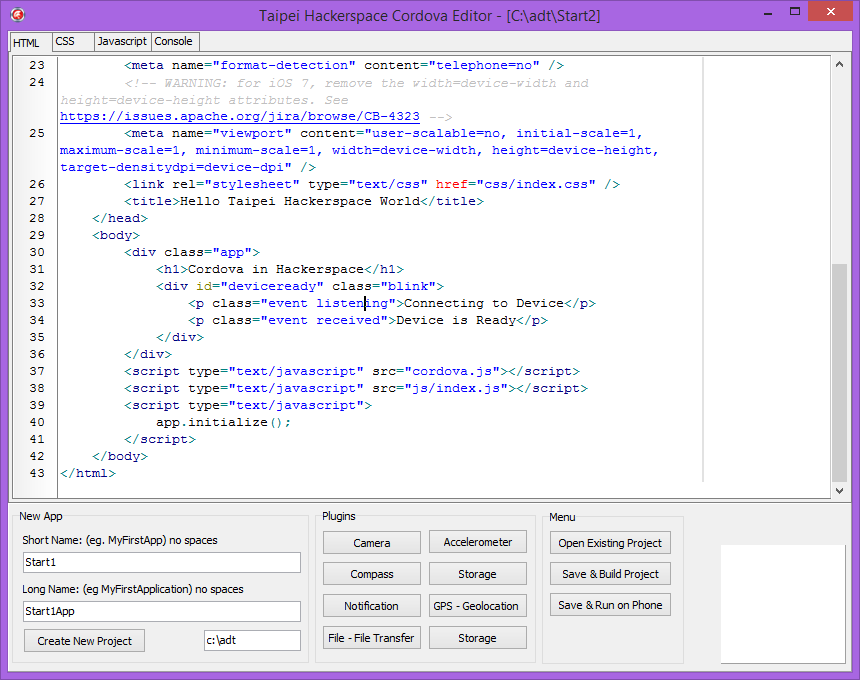 Taipei Hackerspace Cordova Editor - [C:\adt\Start2]
HTML CSS Javascript Console
23 <meta name="format-detection" content="telephone=no" />
24 <!-- WARNING: for iOS 7, remove the width=device-width and
height=device-height attributes. See
https://issues.apache.org/jira/browse/CB-4323 -->
25 <meta name="viewport" content="user-scalable=no, initial-scale=1,
maximum-scale=1, minimum-scale=1, width=device-width, height=device-height,
target-densitydpi=device-dpi" />
26 <link rel="stylesheet" type="text/css" href="css/index.css" />
27 <title>Hello Taipei Hackerspace World</title>
28 </head>
29 <body>
30 <div class="app">
31 <h1>Cordova in Hackerspace</h1>
32 <div id="deviceready" class="blink">
33 <p class="event listening">Connecting to Device</p>
34 <p class="event received">Device is Ready</p>
35 </div>
36 </div>
37 <script type="text/javascript" src="cordova.js"></script>
38 <script type="text/javascript" src="js/index.js"></script>
39 <script type="text/javascript">
40 app.initialize();
41 </script>
42 </body>
43 </html>
New App
Short Name: (eg. MyFirstApp) no spaces
Start1
Long Name: (eg MyFirstApplication) no spaces
Start1App
Create New Project c:\adt
Plugins
Camera Accelerometer
Compass Storage
Notification GPS - Geolocation
File - File Transfer Storage
Menu
Open Existing Project
Save & Build Project
Save & Run on Phone